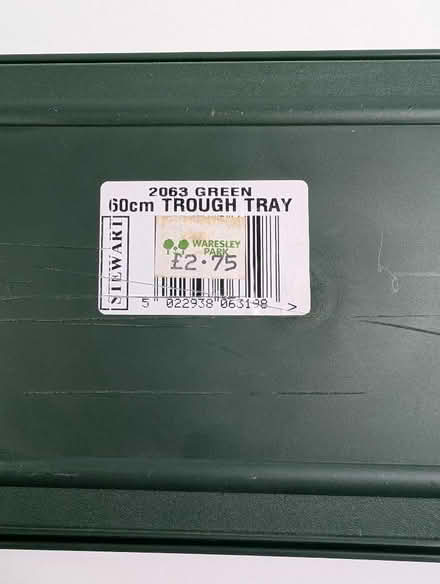 2063 GREEN
60cm TROUGH TRAY
STEWART
WARESLEY
PARK
£2.75
5 022938 063198 >